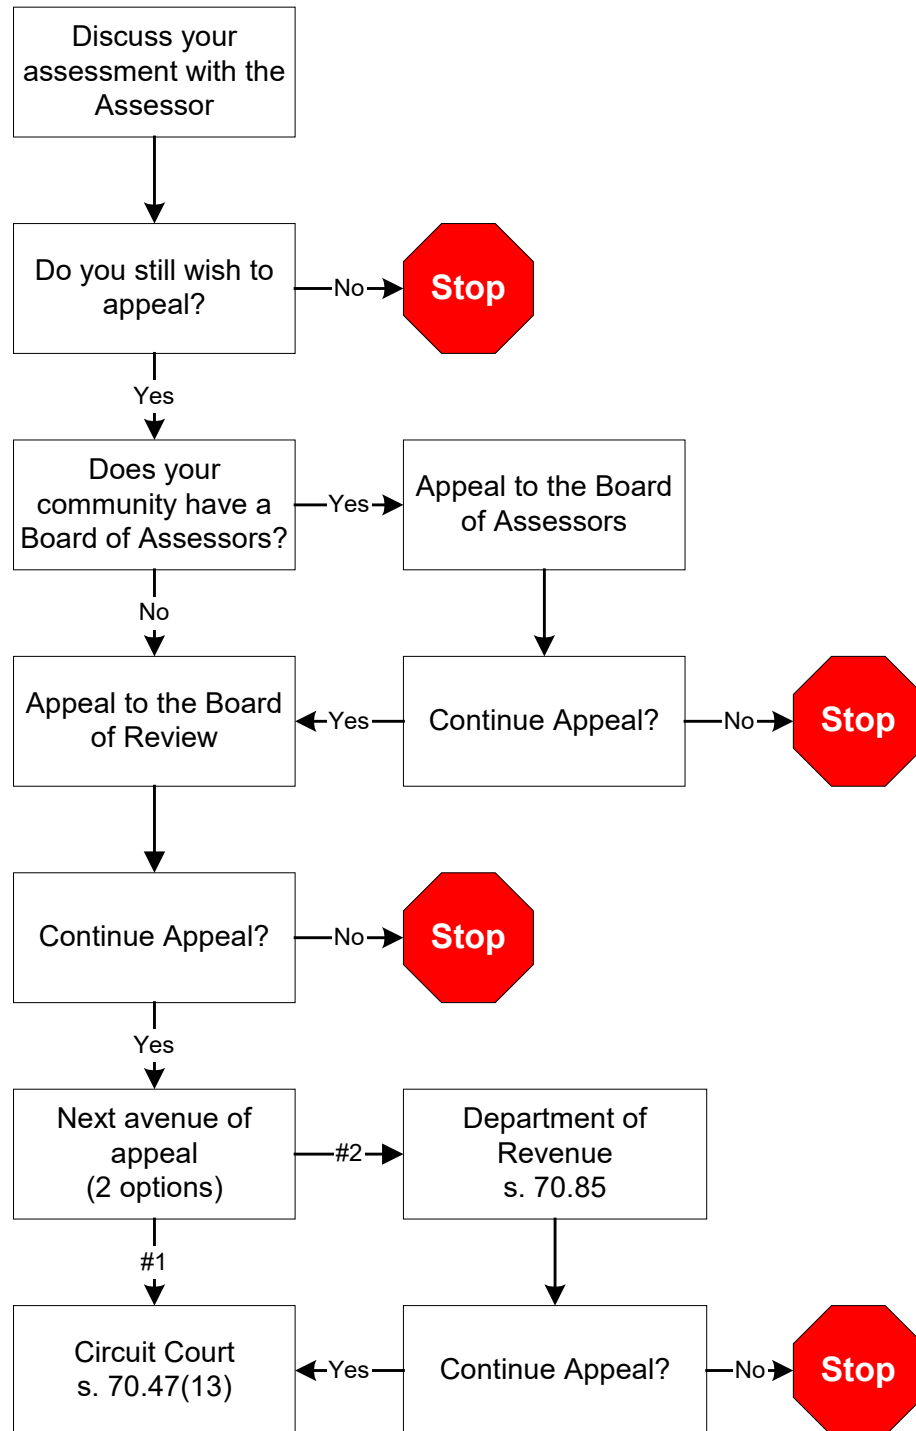 Discuss your
assessment with the
Assessor
Do you still wish to
appeal?
No
Stop
Yes
Does your
community have a
Board of Assessors?
Yes
Appeal to the Board
of Assessors
No
Appeal to the Board
of Review
Yes
Continue Appeal?
No
Stop
Continue Appeal?
No
Stop
Yes
Next avenue of
appeal
(2 options)
#2
Department of
Revenue
s. 70.85
#1
Circuit Court
s. 70.47(13)
Yes
Continue Appeal?
No
Stop